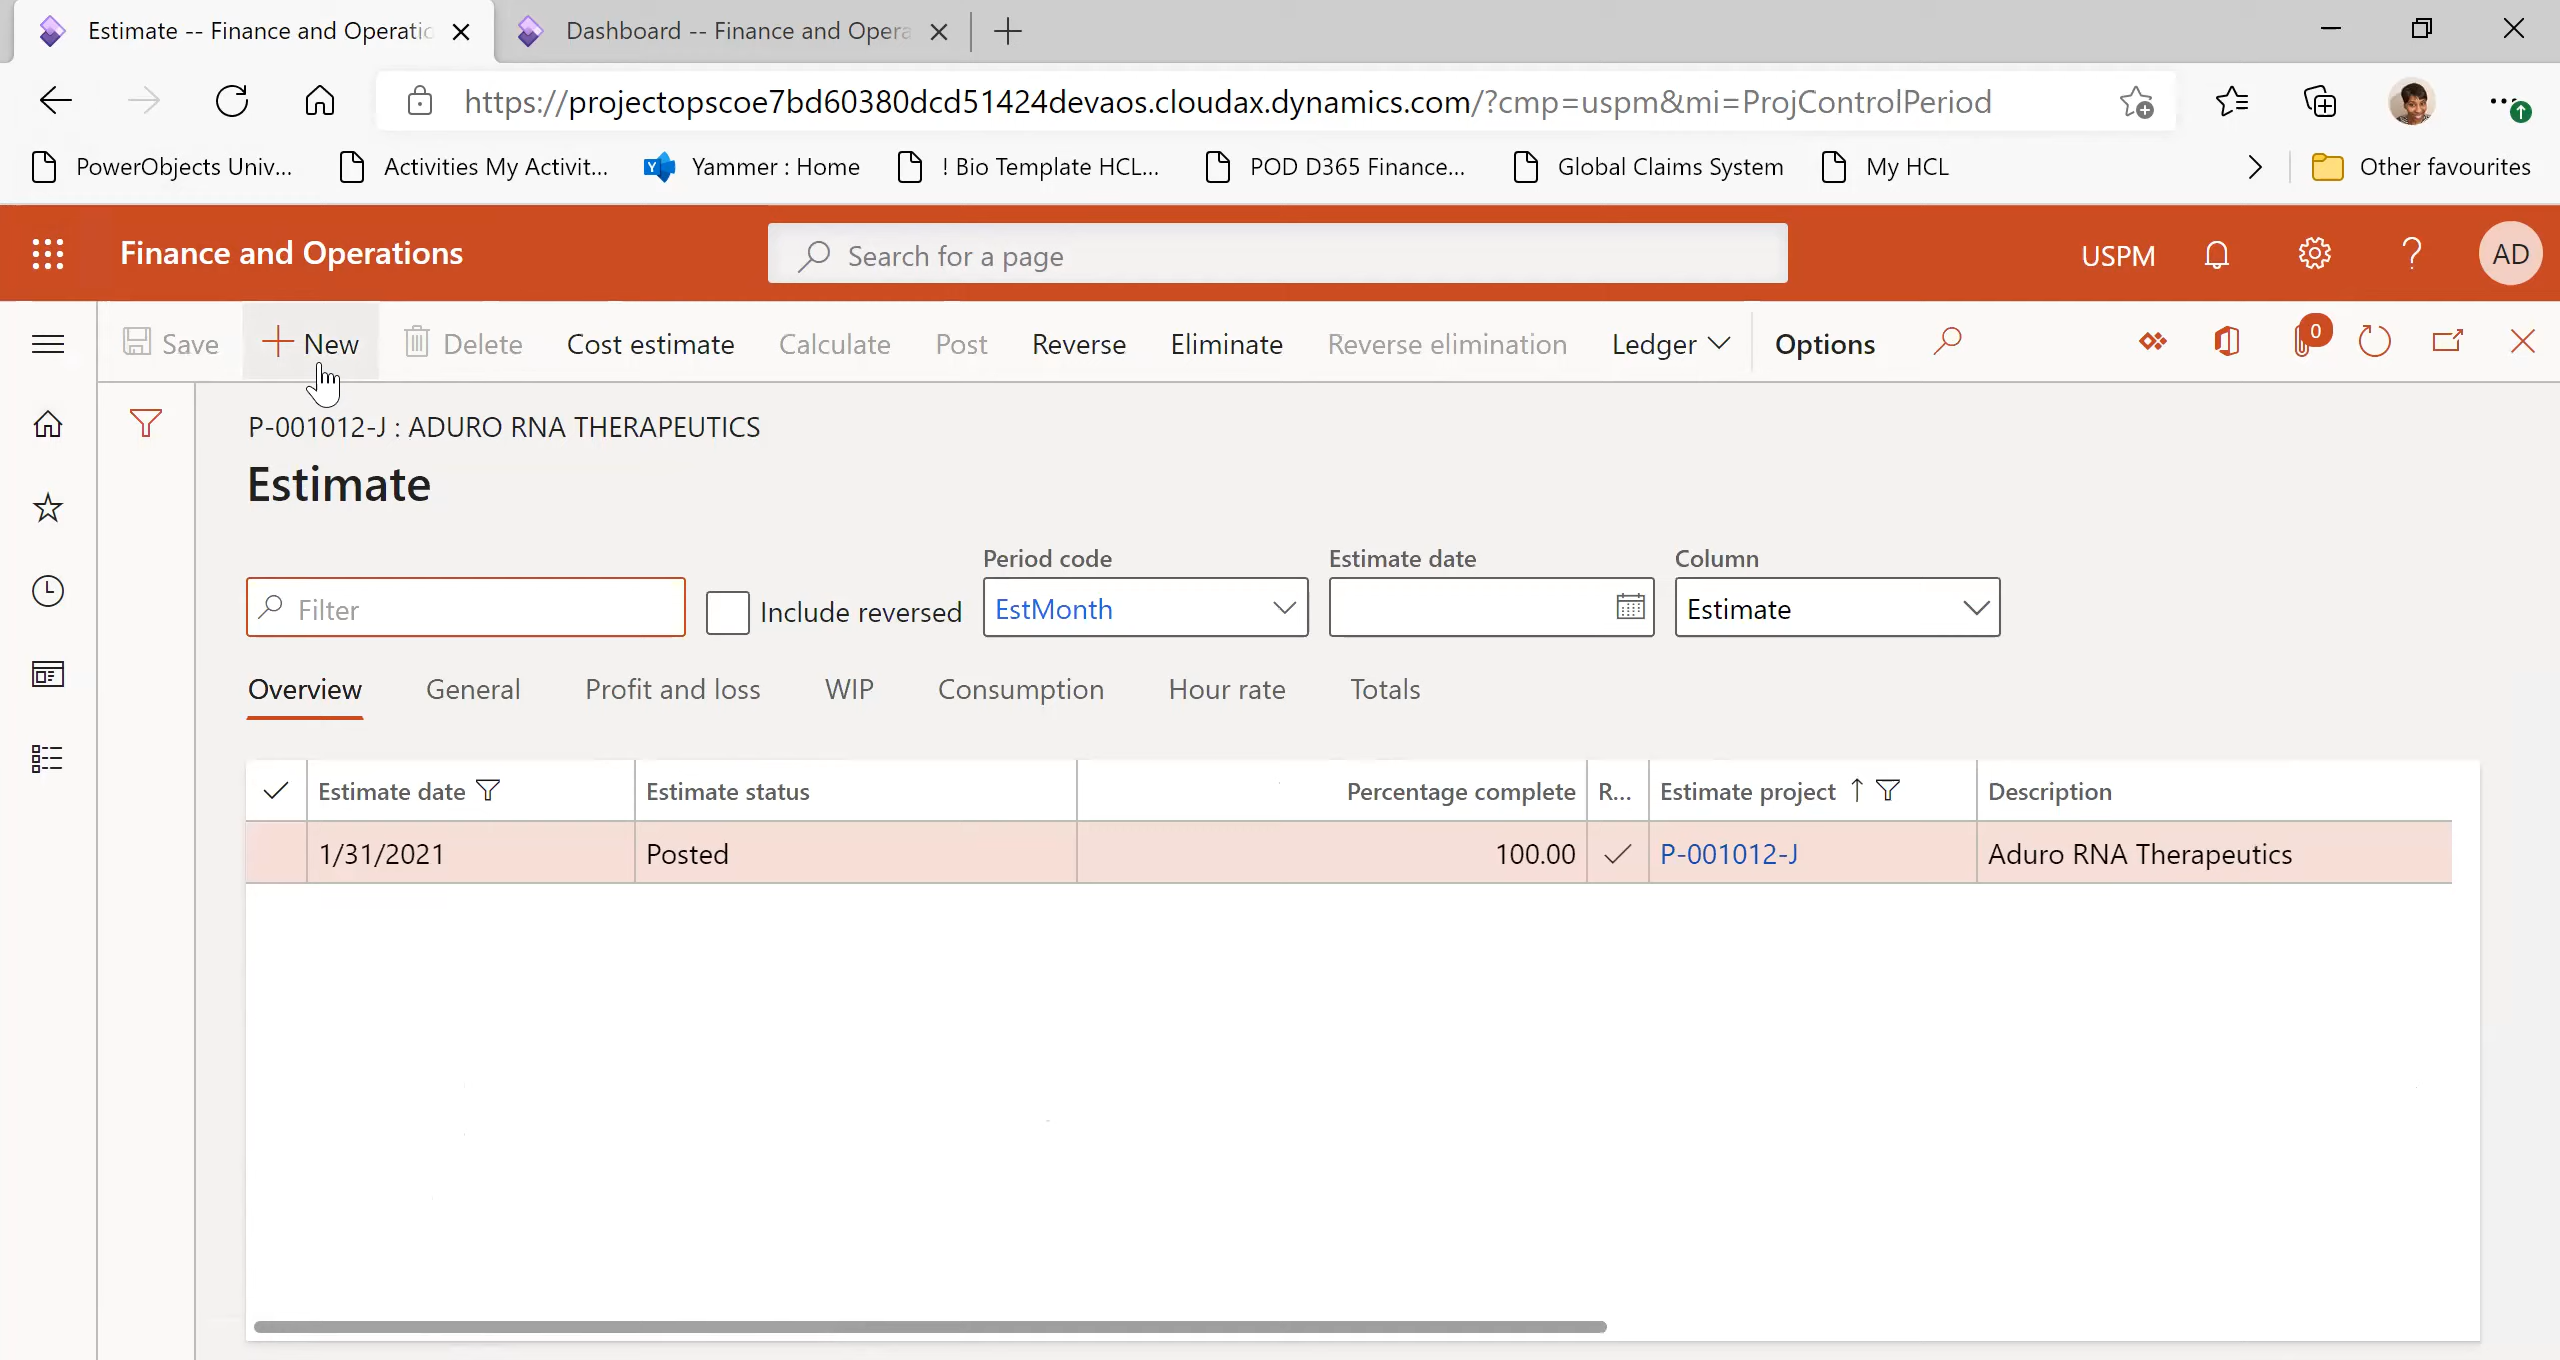 Estimate -- Finance and Operatio
Dashboard -- Finance and Opera
https://projectopscoe7bd60380dcd51424devaos.cloudax.dynamics.com/?cmp=uspm&mi=ProjControlPeriod
PowerObjects Univ... Activities My Activit... Yammer : Home ! Bio Template HCL... POD D365 Finance... Global Claims System My HCL Other favourites
Finance and Operations Search for a page USPM ? AD
Save New Delete Cost estimate Calculate Post Reverse Eliminate Reverse elimination Ledger Options 0
P-001012-J : ADURO RNA THERAPEUTICS
Estimate
Period code Estimate date Column
Filter Include reversed EstMonth Estimate
Overview General Profit and loss WIP Consumption Hour rate Totals
Estimate date Estimate status Percentage complete R... Estimate project Description
1/31/2021 Posted 100.00 P-001012-J Aduro RNA Therapeutics